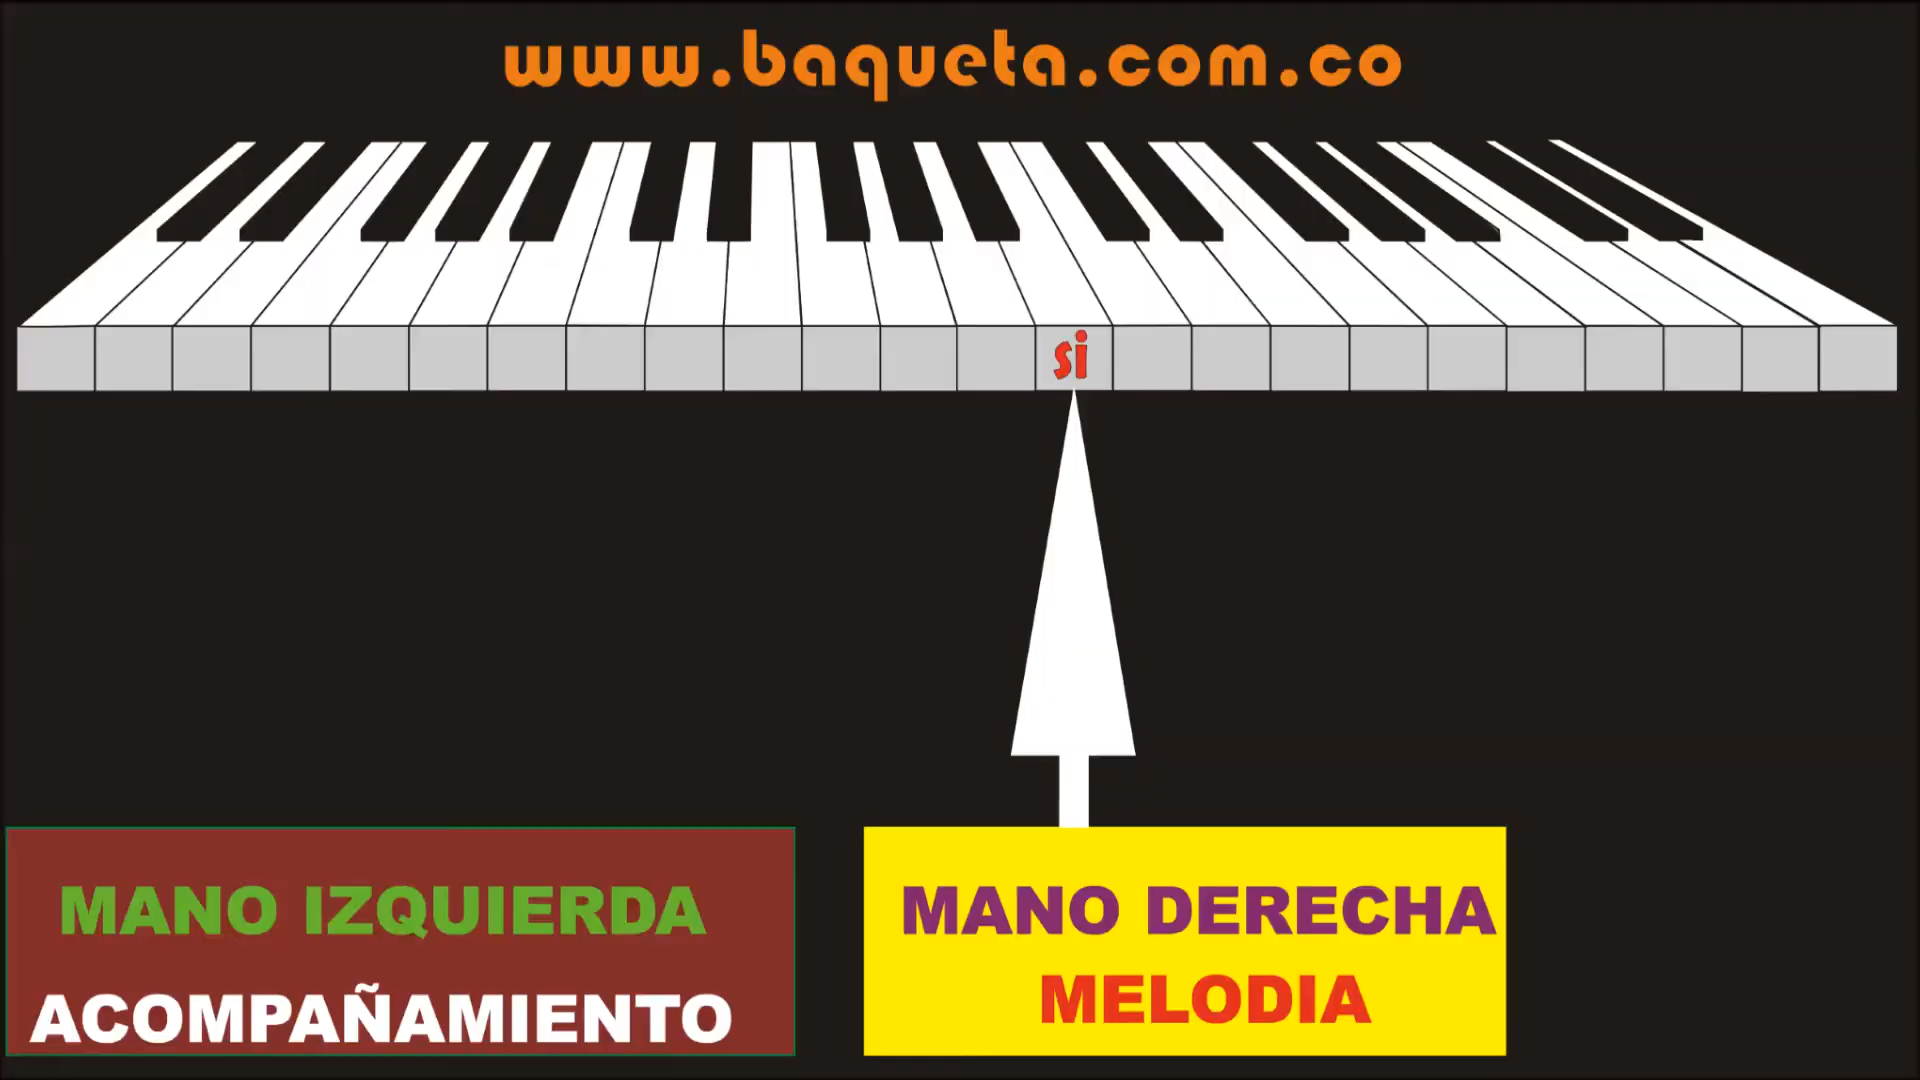 www.baqueta.com.co
si
MANO IZQUIERDA
ACOMPAÑAMIENTO
MANO DERECHA
MELODIA